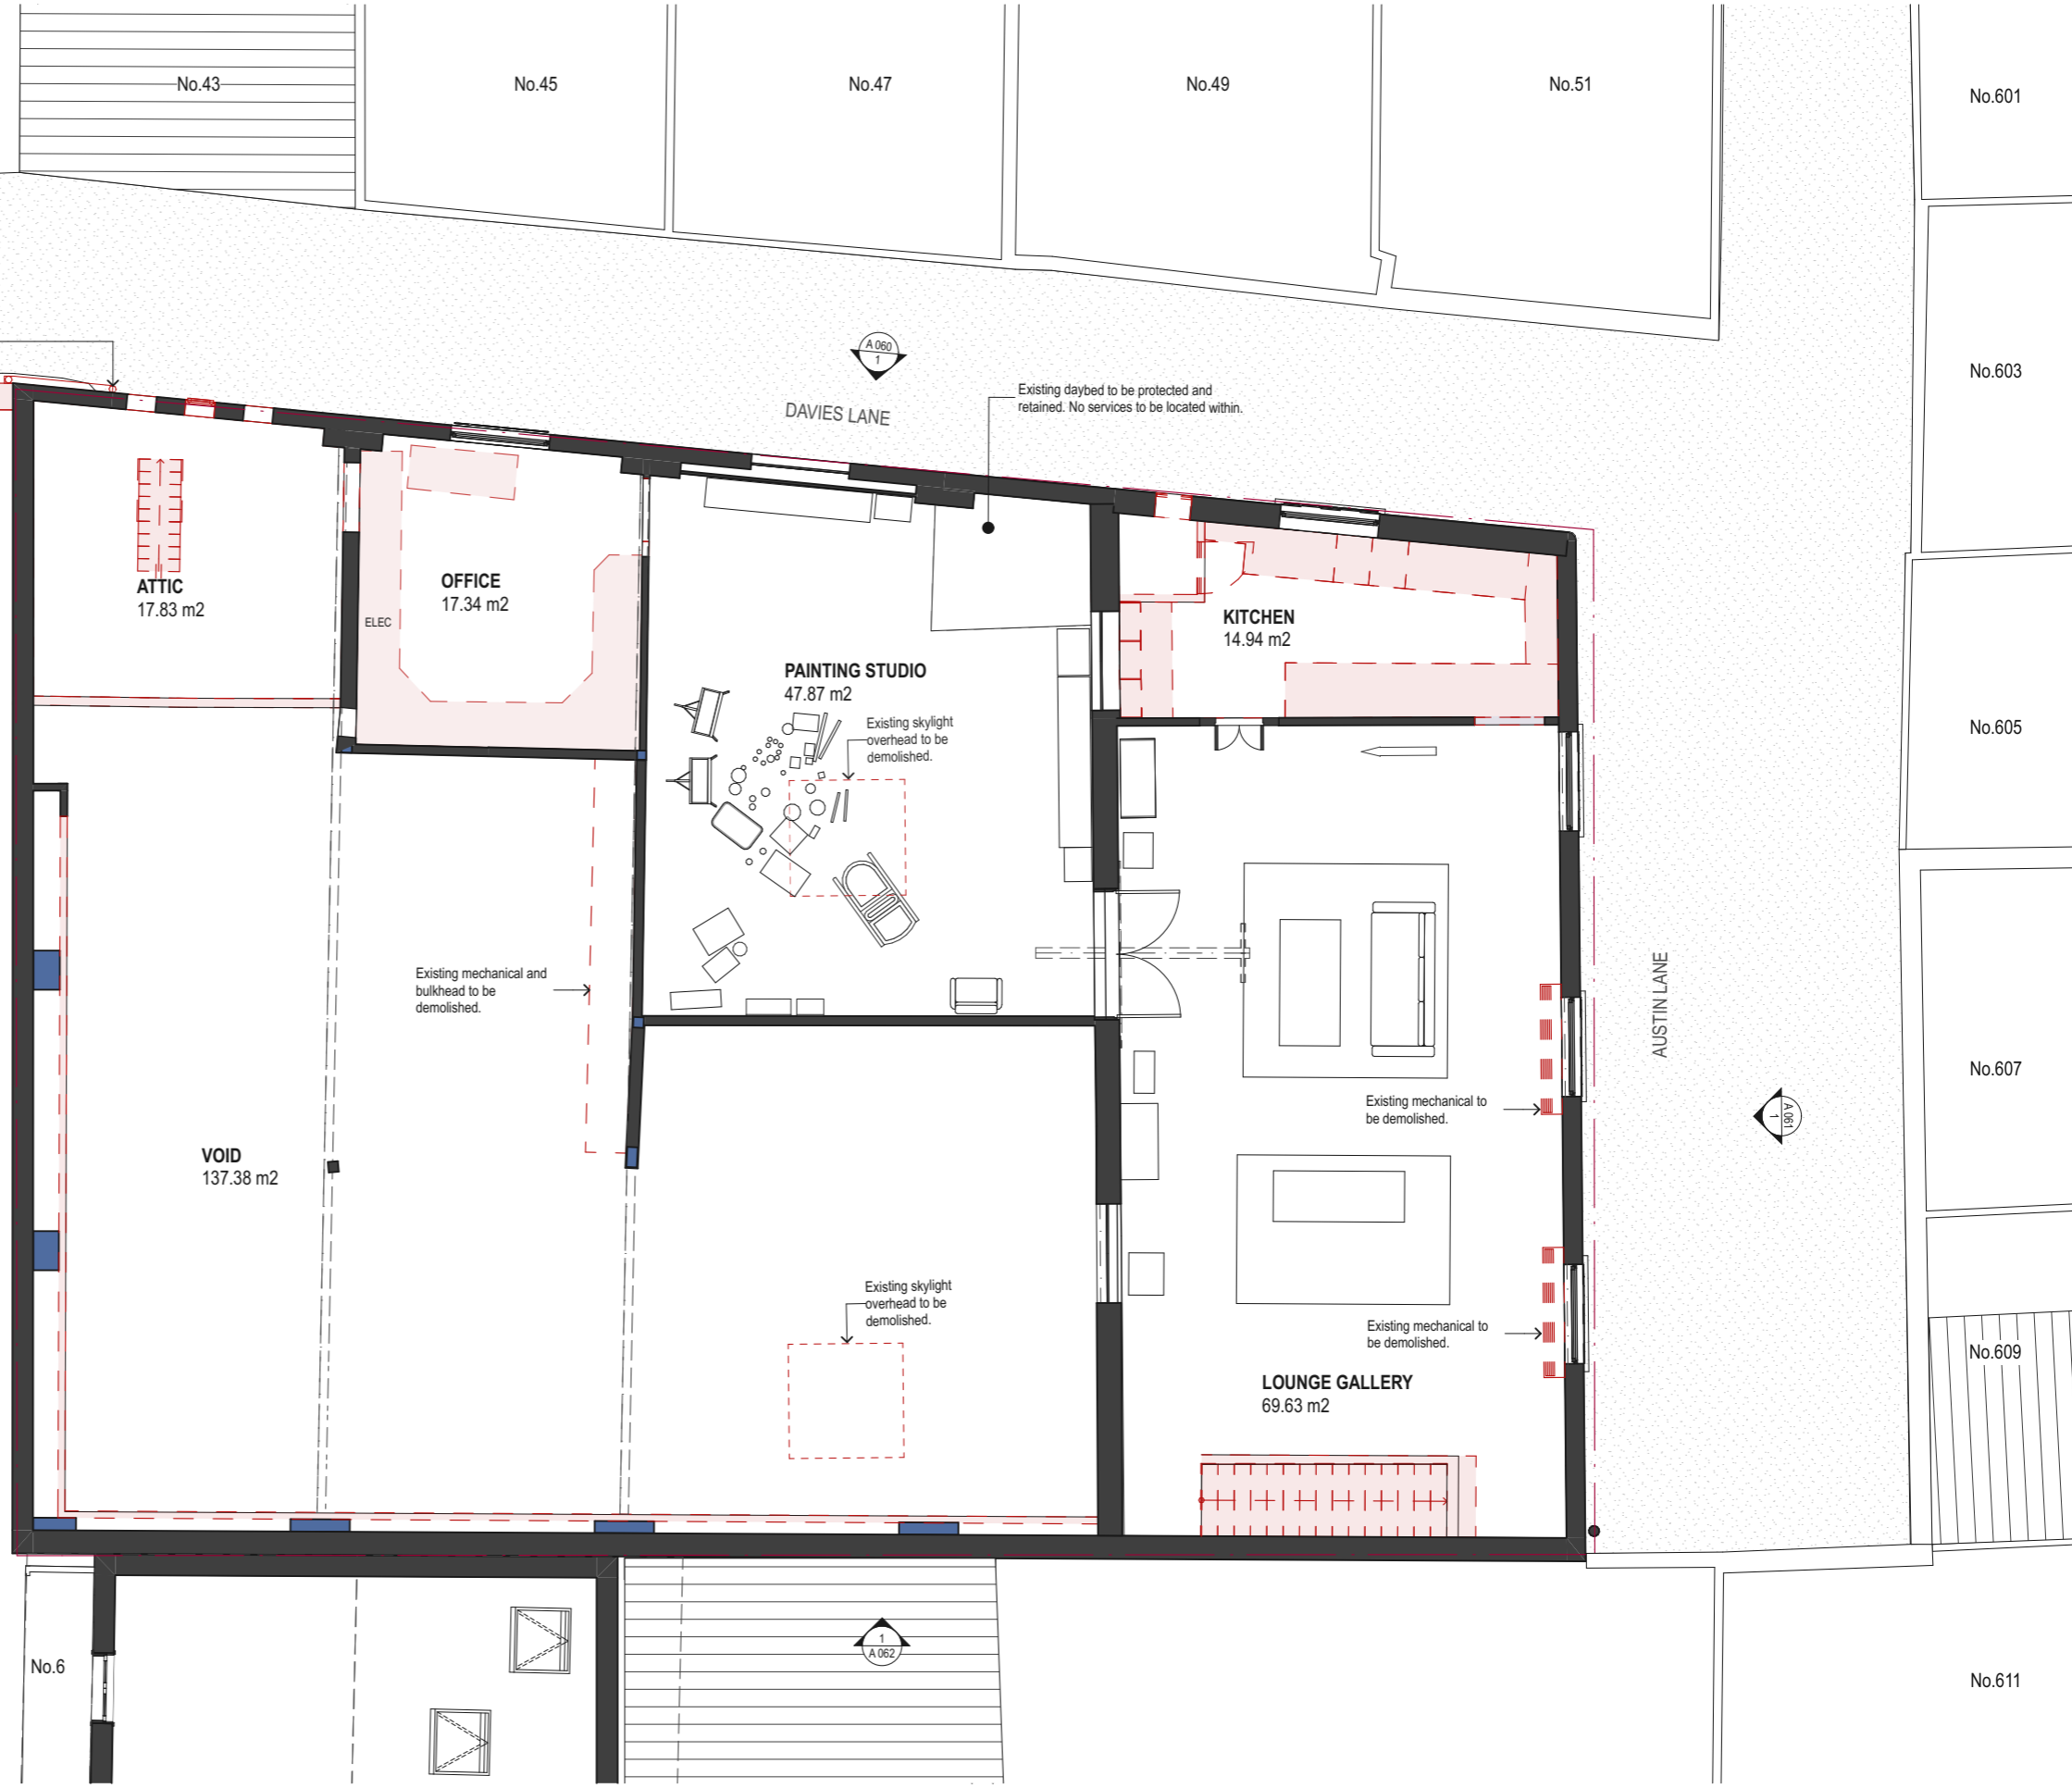 No.43
No.45
No.47
No.49
No.51
No.601
No.603
No.605
No.607
No.609
No.611
A 060
1
DAVIES LANE
Existing daybed to be protected and
retained. No services to be located within.
ATTIC
17.83 m2
OFFICE
17.34 m2
ELEC
PAINTING STUDIO
47.87 m2
Existing skylight
overhead to be
demolished.
KITCHEN
14.94 m2
Existing mechanical and
bulkhead to be
demolished.
AUSTIN LANE
A 061
1
Existing mechanical to
be demolished.
VOID
137.38 m2
Existing skylight
overhead to be
demolished.
Existing mechanical to
be demolished.
LOUNGE GALLERY
69.63 m2
No.6
1
A 062